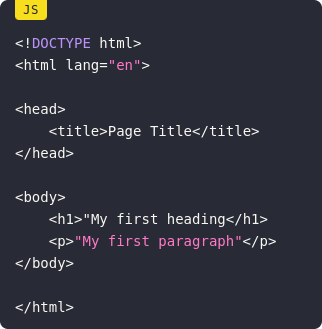 JS
<!DOCTYPE html>
<html lang="en">
<head>
    <title>Page Title</title>
</head>
<body>
    <h1>"My first heading</h1>
    <p>"My first paragraph"</p>
</body>
</html>